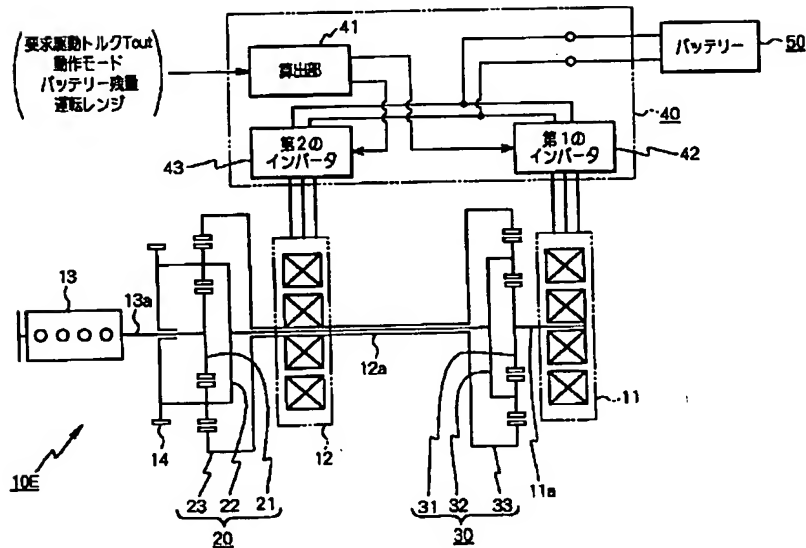 要求駆動トルクTout
動作モード
バッテリー残量
運転レンジ
41
算出部
バッテリー
50
40
第2の
インバータ
43
第1の
インバータ
42
13
13a
12a
14
12
11
10E
23 22 21
20
31 32 33
30
11a